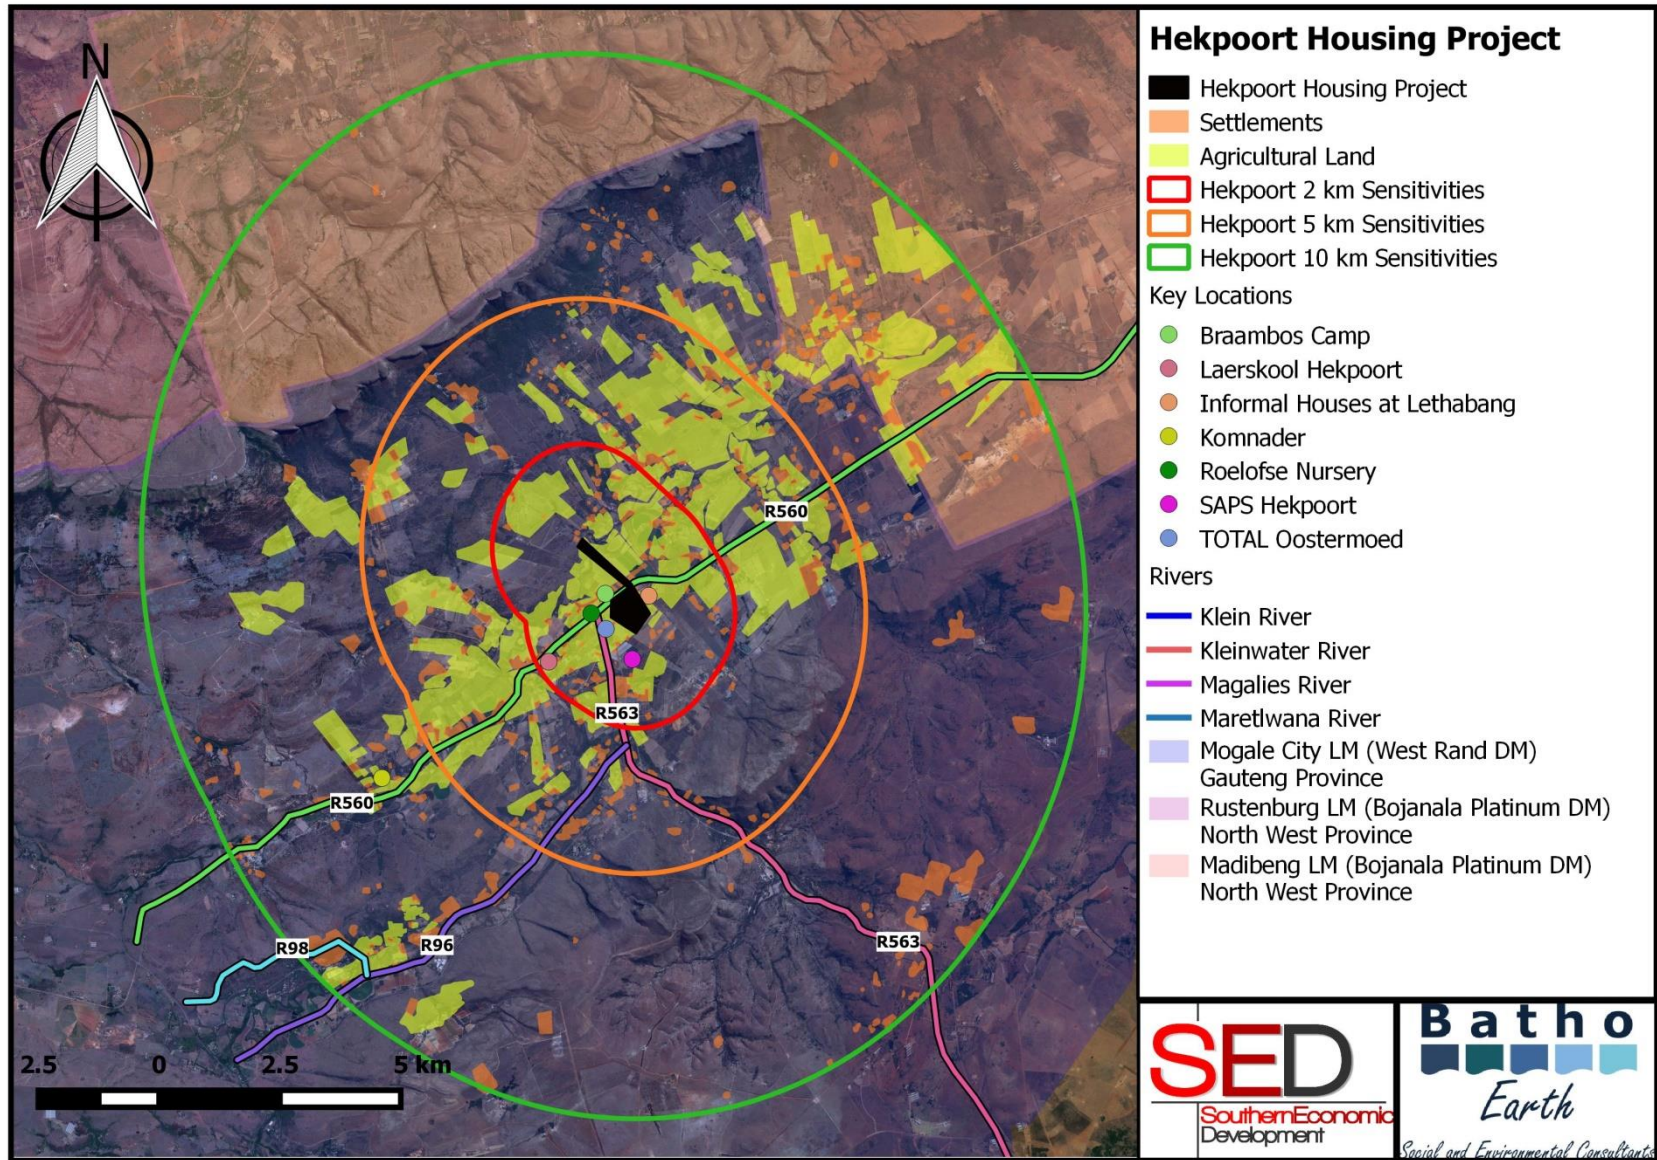 N
R560
R563
R560
R98
R96
R563
2.5 0 2.5 5 km
Hekpoort Housing Project
Hekpoort Housing Project
Settlements
Agricultural Land
Hekpoort 2 km Sensitivities
Hekpoort 5 km Sensitivities
Hekpoort 10 km Sensitivities
Key Locations
Braambos Camp
Laerskool Hekpoort
Informal Houses at Lethabang
Komnader
Roelofse Nursery
SAPS Hekpoort
TOTAL Oostermoed
Rivers
Klein River
Kleinwater River
Magalies River
Maretlwana River
Mogale City LM (West Rand DM)
Gauteng Province
Rustenburg LM (Bojanala Platinum DM)
North West Province
Madibeng LM (Bojanala Platinum DM)
North West Province
SED
SouthernEconomic
Development
Batho
Earth
Social and Environmental Consultants